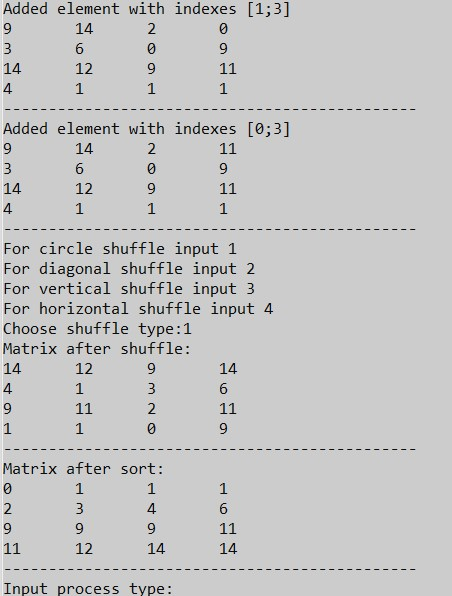 Added element with indexes [1;3]
9 14 2 0
3 6 0 9
14 12 9 11
4 1 1 1
------------------------------------------------
Added element with indexes [0;3]
9 14 2 11
3 6 0 9
14 12 9 11
4 1 1 1
------------------------------------------------
For circle shuffle input 1
For diagonal shuffle input 2
For vertical shuffle input 3
For horizontal shuffle input 4
Choose shuffle type:1
Matrix after shuffle:
14 12 9 14
4 1 3 6
9 11 2 11
1 1 0 9
------------------------------------------------
Matrix after sort:
0 1 1 1
2 3 4 6
9 9 9 11
11 12 14 14
------------------------------------------------
Input process type: